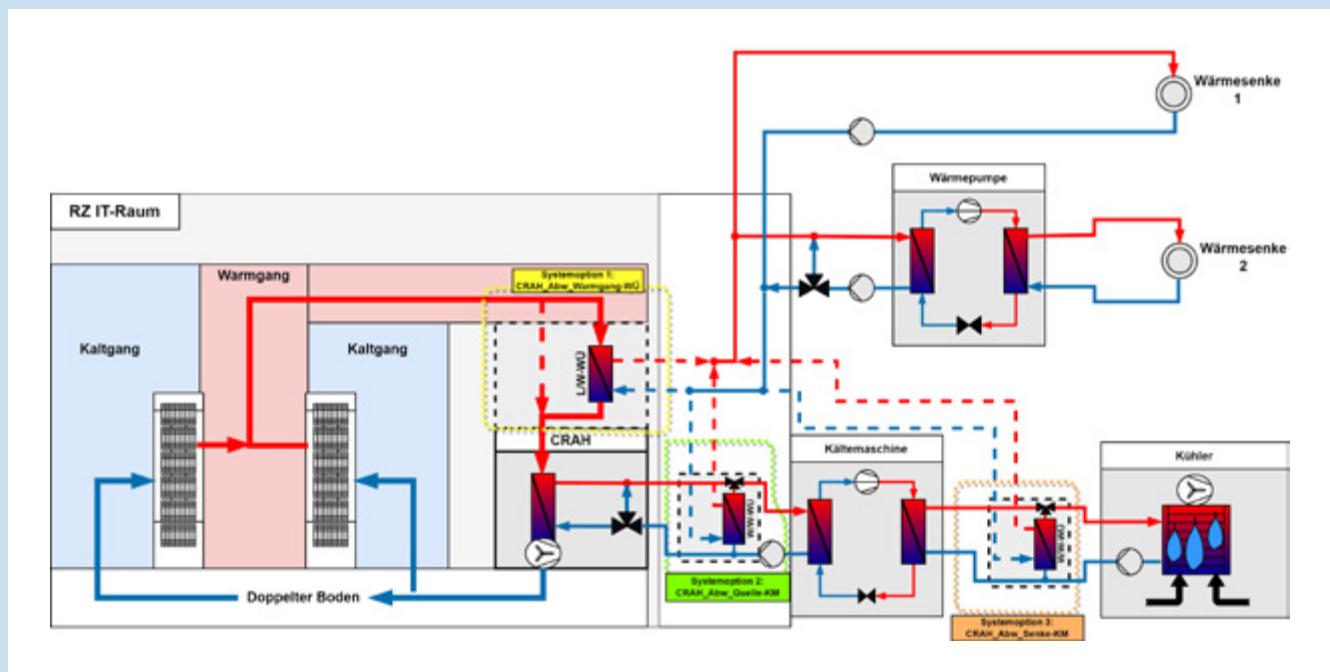 Wärmesenke
1
Wärmepumpe
RZ IT-Raum
Wärmesenke
2
Warmgang
Systemoption 1:
CRAH_Abw_Warmgang-WÜ
Kaltgang
Kaltgang
L/W-WÜ
CRAH
Kältemaschine
Kühler
W/W-WÜ
W/W-WÜ
Systemoption 2:
CRAH_Abw_Quelle-KM
Doppelter Boden
Systemoption 3:
CRAH_Abw_Senke-KM